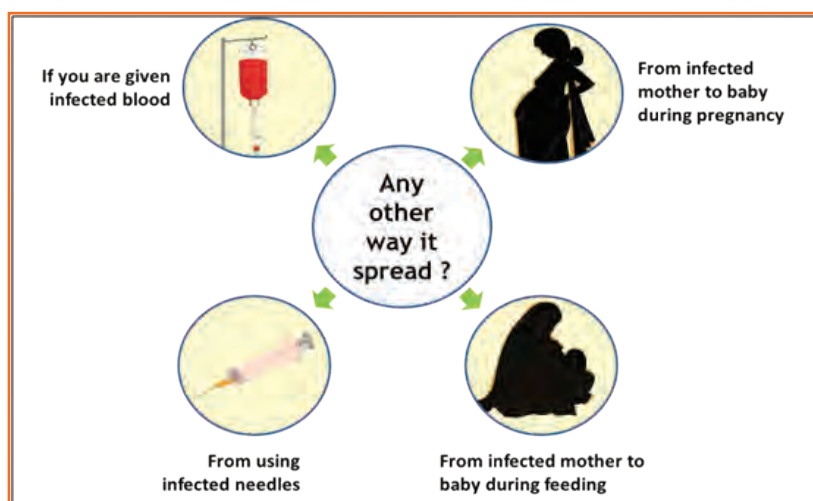 If you are given
infected blood
From infected
mother to baby
during pregnancy
Any
other
way it
spread ?
From using
infected needles
From infected mother to
baby during feeding